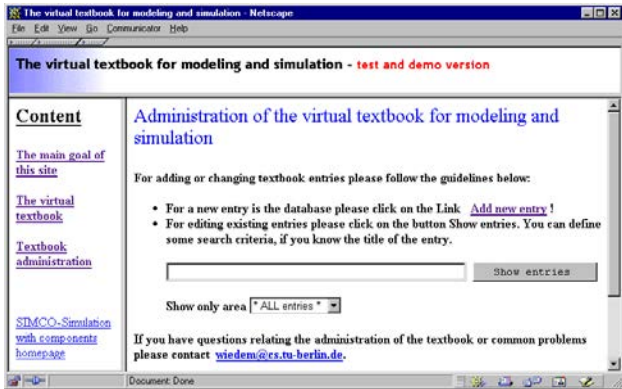 The virtual textbook for modeling and simulation - Netscape
File Edit View Go Communicator Help
The virtual textbook for modeling and simulation - test and demo version
Content
The main goal of
this site
The virtual
textbook
Textbook
administration
SIMCO-Simulation
with components
homepage
Administration of the virtual textbook for modeling and
simulation
For adding or changing textbook entries please follow the guidelines below:
• For a new entry is the database please click on the Link Add new entry !
• For editing existing entries please click on the button Show entries. You can define
some search criteria, if you know the title of the entry.
Show entries
Show only area * ALL entries *
If you have questions relating the administration of the textbook or common problems
please contact wiedem@cs.tu-berlin.de.
Document: Done